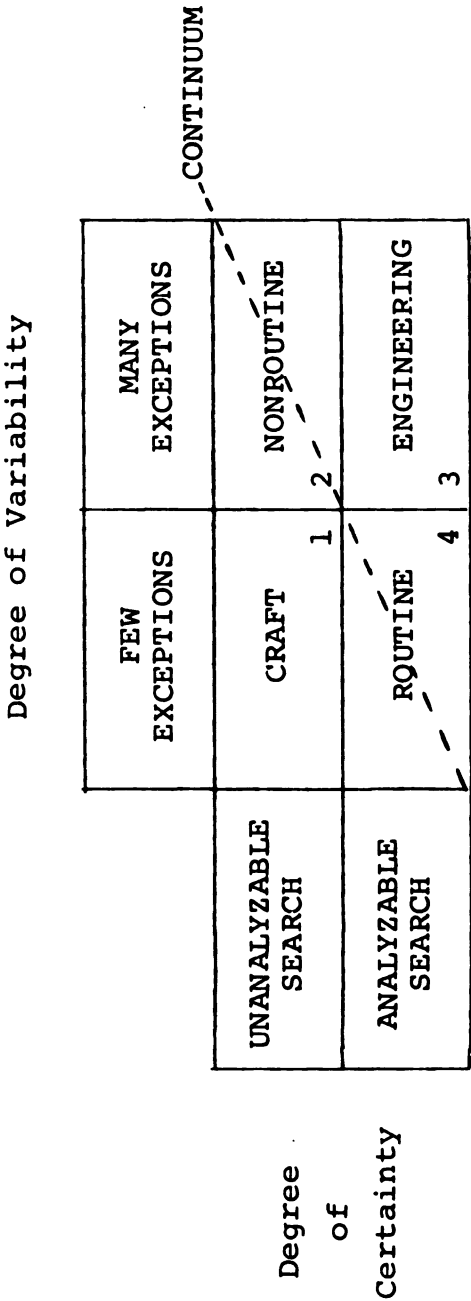 Degree of Variability
FEW
EXCEPTIONS
MANY
EXCEPTIONS
CONTINUUM
Degree
of
Certainty
UNANALYZABLE
SEARCH
CRAFT
1
NONROUTINE
2
ANALYZABLE
SEARCH
ROUTINE
4
ENGINEERING
3